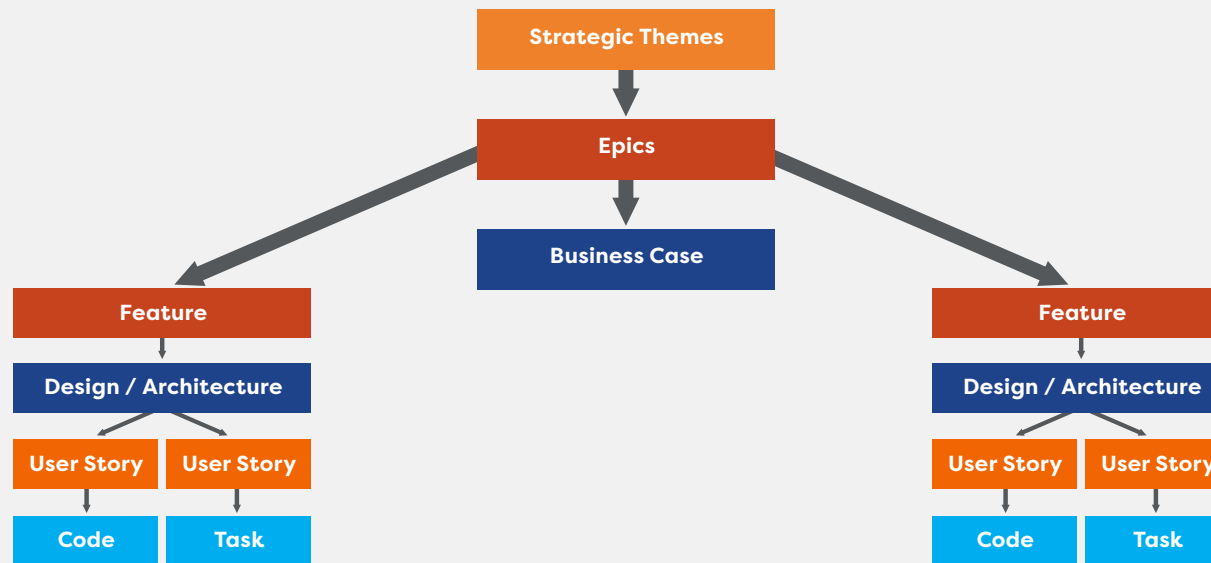 Strategic Themes
Epics
Business Case
Feature
Feature
Design / Architecture
Design / Architecture
User Story
User Story
User Story
User Story
Code
Task
Code
Task